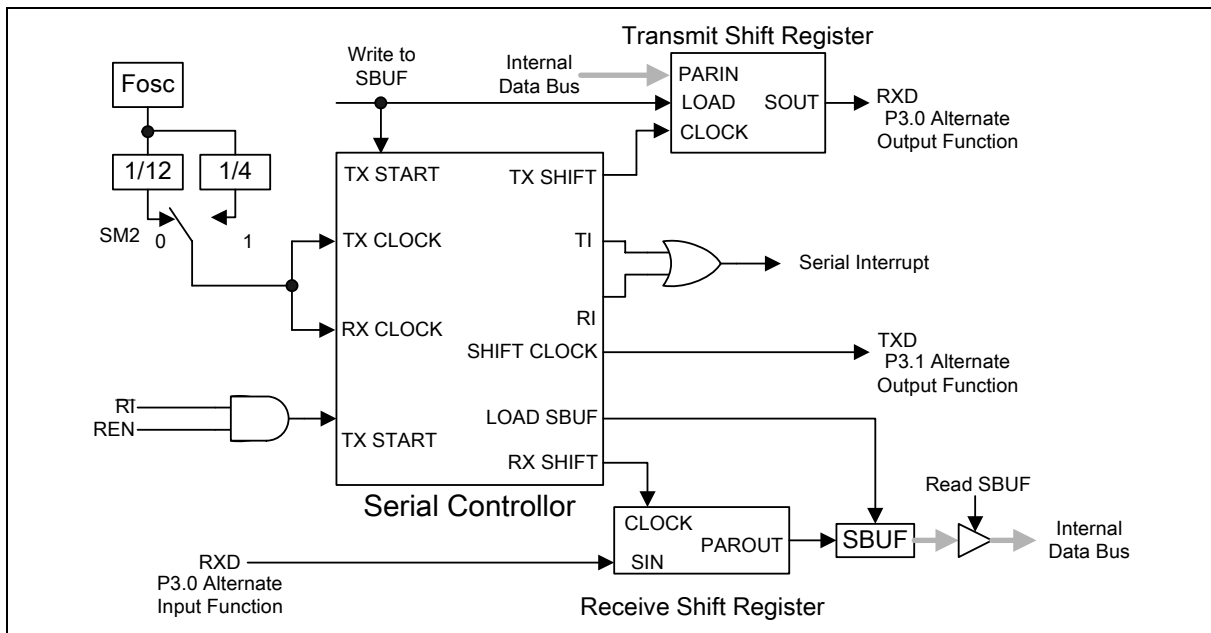 Transmit Shift Register
Write to
SBUF
Internal
Data Bus
PARIN
LOAD
SOUT
CLOCK
RXD
P3.0 Alternate
Output Function
Fosc
1/12
1/4
SM2
0
1
TX START
TX SHIFT
TX CLOCK
TI
Serial Interrupt
RI
RX CLOCK
SHIFT CLOCK
TXD
P3.1 Alternate
Output Function
RI
REN
TX START
LOAD SBUF
RX SHIFT
Serial Controllor
Read SBUF
CLOCK
PAROUT
SIN
SBUF
Internal
Data Bus
RXD
P3.0 Alternate
Input Function
Receive Shift Register